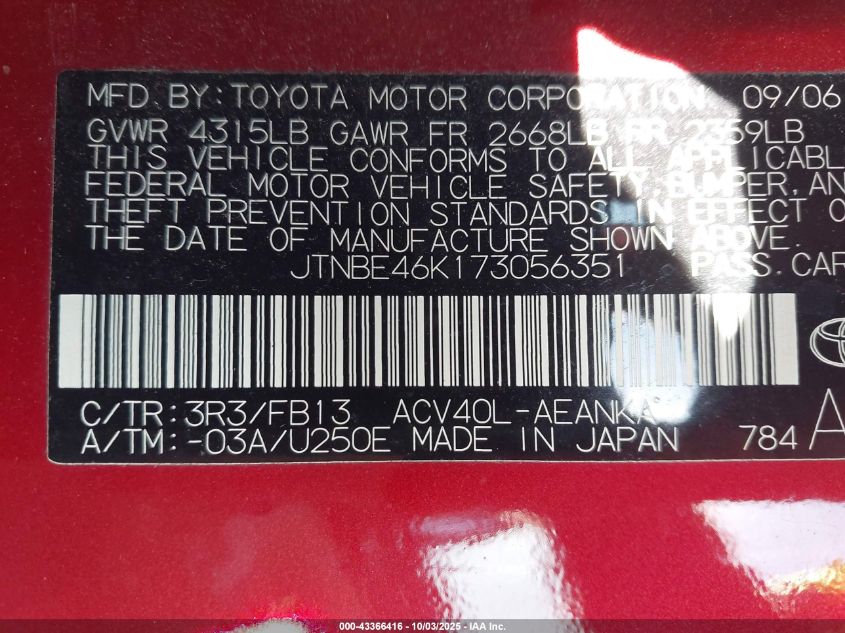 MFD. BY: TOYOTA MOTOR CORPORATION 09/06
GVWR 4315LB GAWR FR 2668LB RR 2359LB
THIS VEHICLE CONFORMS TO ALL APPLICABL
FEDERAL MOTOR VEHICLE SAFETY, BUMPER, AN
THEFT PREVENTION STANDARDS IN EFFECT O
THE DATE OF MANUFACTURE SHOWN ABOVE.
JTNBE46K173056351 PASS. CAR
C/TR: 3R3/FB13 ACV40L-AEANKA
A/TM: -03A/U250E MADE IN JAPAN 784 A
000-43366416 - 10/03/2025 - IAA Inc.